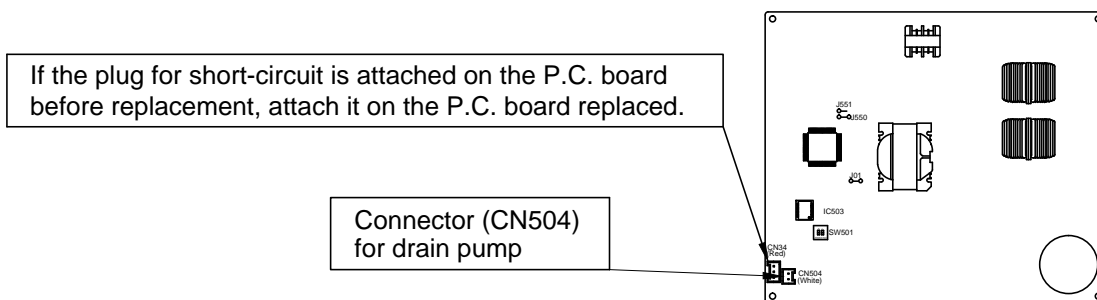 If the plug for short-circuit is attached on the P.C. board
before replacement, attach it on the P.C. board replaced.
Connector (CN504)
for drain pump
J551
J550
J01
IC503
SW501
CN34
(Red)
CN504
(White)